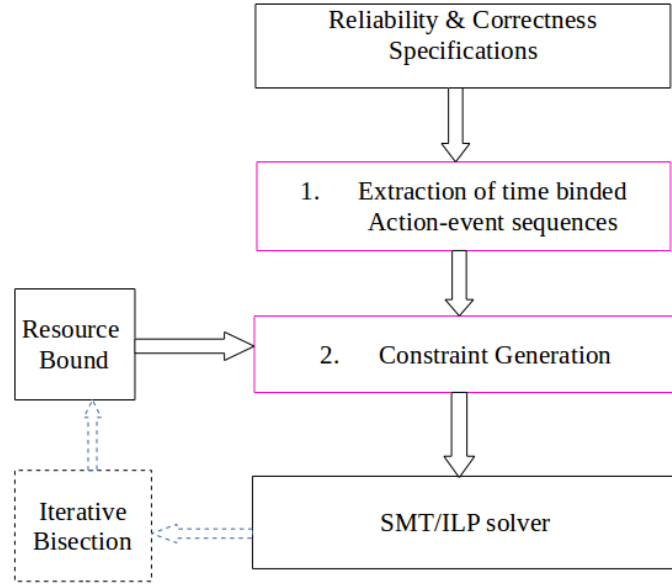 Reliability & Correctness
Specifications
1. Extraction of time binded
Action-event sequences
Resource
Bound
2. Constraint Generation
Iterative
Bisection
SMT/ILP solver